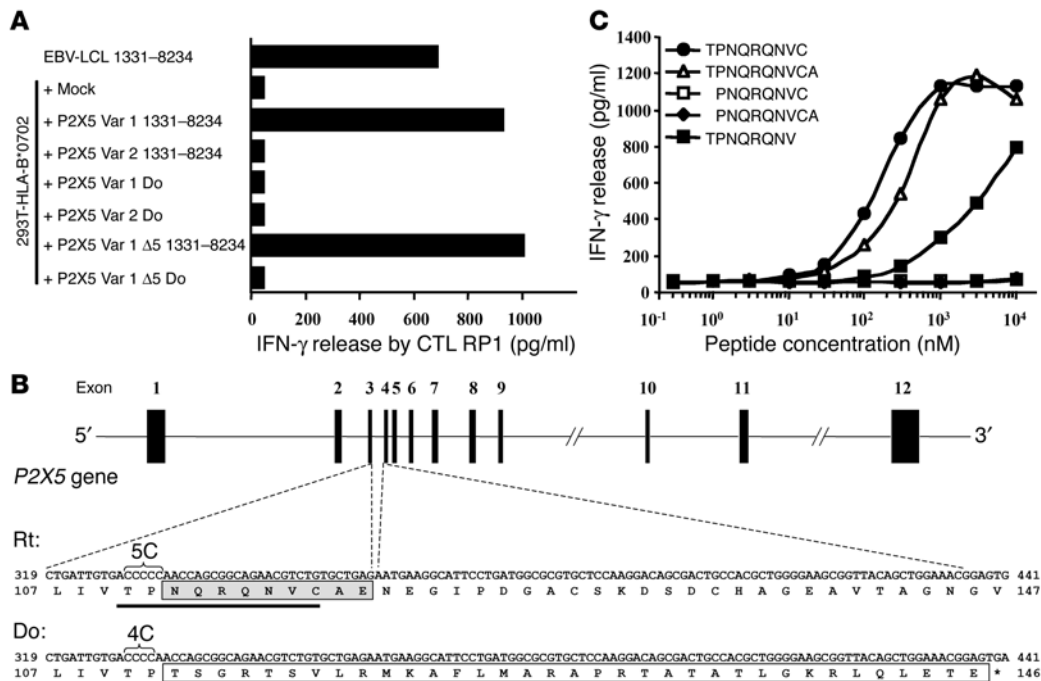 A
EBV-LCL 1331–8234
293T-HLA-B*0702
+ Mock
+ P2X5 Var 1 1331–8234
+ P2X5 Var 2 1331–8234
+ P2X5 Var 1 Do
+ P2X5 Var 2 Do
+ P2X5 Var 1 Δ5 1331–8234
+ P2X5 Var 1 Δ5 Do
0 200 400 600 800 1000
IFN-γ release by CTL RP1 (pg/ml)
C
IFN-γ release (pg/ml)
1400
1200
1000
800
600
400
200
0
TPNQRQNVC
TPNQRQNVCA
PNQRQNVC
PNQRQNVCA
TPNQRQNV
10-1 100 101 102 103 104
Peptide concentration (nM)
B
Exon 1 2 3 4 5 6 7 8 9 10 11 12
5′ // // 3′
P2X5 gene
Rt:
5C
319 CTGATTGTGACCCCCAACCAGCGGCAGAACGTCTGTGCTGAGAATGAAGGCATTCCTGATGGCGCGTGCTCCAAGGACAGCGACTGCCACGCTGGGGAAGCGGTTACAGCTGGAAACGGAGTG 441
107 L I V T P N Q R Q N V C A E N E G I P D G A C S K D S D C H A G E A V T A G N G V 147
Do:
4C
319 CTGATTGTGACCCCAACCAGCGGCAGAACGTCTGTGCTGAGAATGAAGGCATTCCTGATGGCGCGTGCTCCAAGGACAGCGACTGCCACGCTGGGGAAGCGGTTACAGCTGGAAACGGAGTGA 441
107 L I V T P T S G R T S V L R M K A F L M A R A P R T A T A T L G K R L Q L E T E * 146